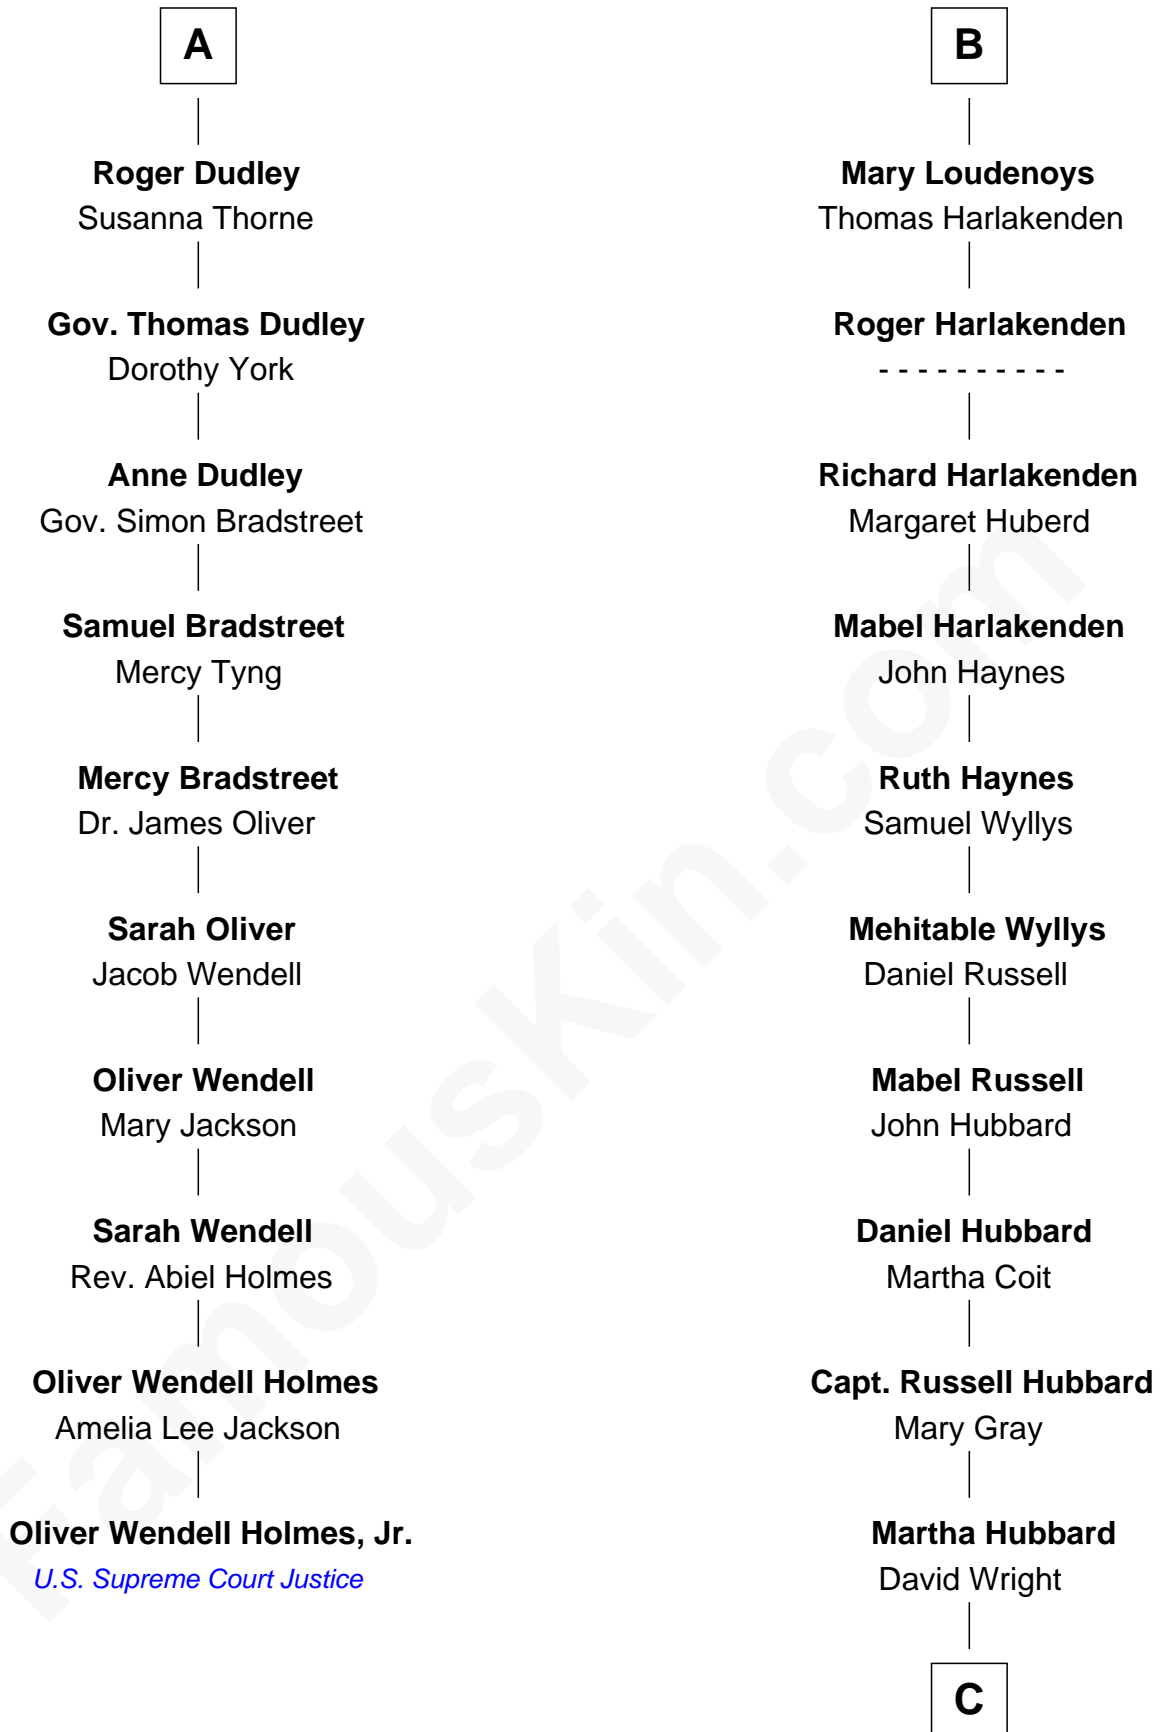 A
Roger Dudley
Susanna Thorne
Gov. Thomas Dudley
Dorothy York
Anne Dudley
Gov. Simon Bradstreet
Samuel Bradstreet
Mercy Tyng
Mercy Bradstreet
Dr. James Oliver
Sarah Oliver
Jacob Wendell
Oliver Wendell
Mary Jackson
Sarah Wendell
Rev. Abiel Holmes
Oliver Wendell Holmes
Amelia Lee Jackson
Oliver Wendell Holmes, Jr.
U.S. Supreme Court Justice
B
Mary Loudenoys
Thomas Harlakenden
Roger Harlakenden
- - - - - - - - - -
Richard Harlakenden
Margaret Huberd
Mabel Harlakenden
John Haynes
Ruth Haynes
Samuel Wyllys
Mehitable Wyllys
Daniel Russell
Mabel Russell
John Hubbard
Daniel Hubbard
Martha Coit
Capt. Russell Hubbard
Mary Gray
Martha Hubbard
David Wright
C
FamousKin.com